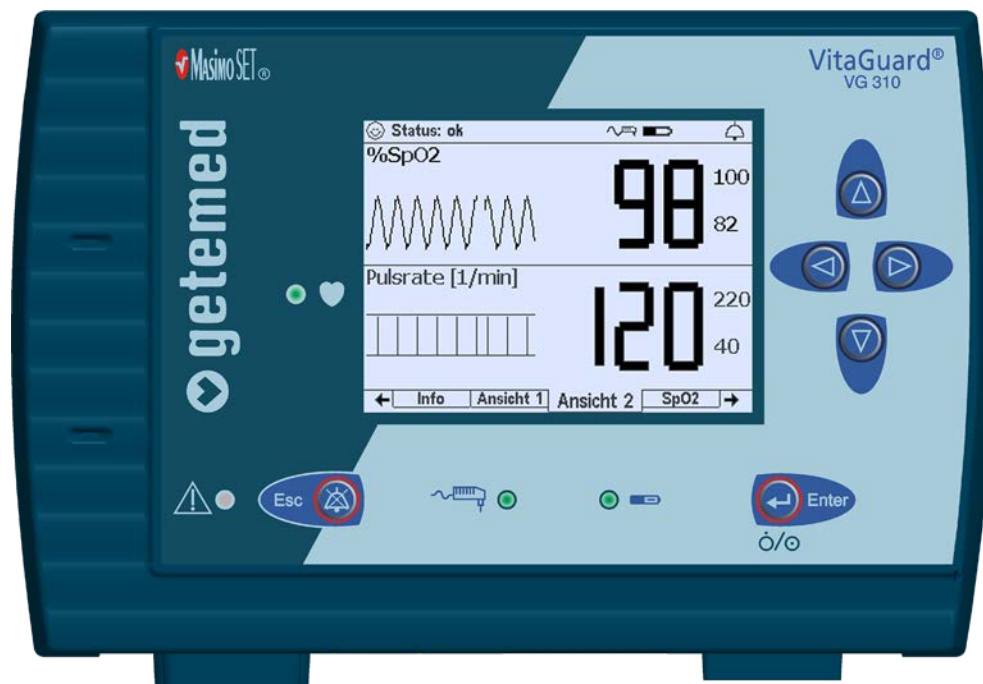 Masimo SET ®
VitaGuard®
VG 310
getemed
Status: ok
%SpO2
98
100
82
Pulsrate [1/min]
120
220
40
Info
Ansicht 1
Ansicht 2
SpO2
Esc
Enter